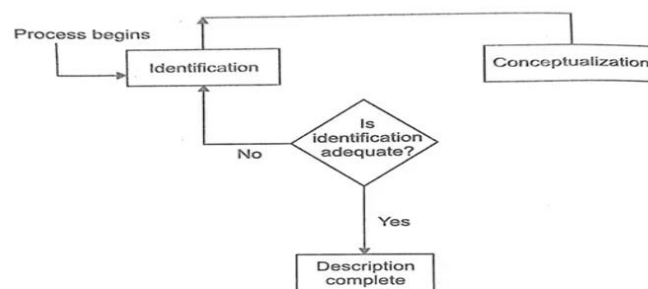 Process begins
Identification
Conceptualization
Is
identification
adequate?
No
Yes
Description
complete